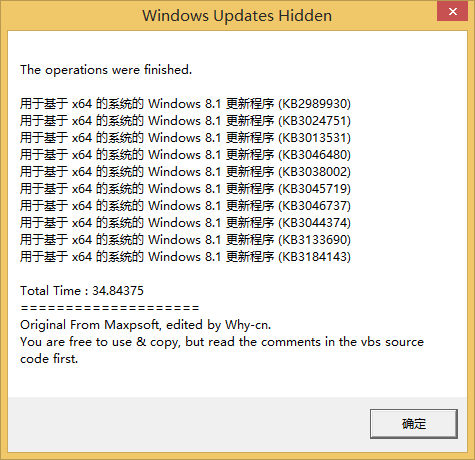 Windows Updates Hidden
The operations were finished.
用于基于 x64 的系统的 Windows 8.1 更新程序 (KB2989930)
用于基于 x64 的系统的 Windows 8.1 更新程序 (KB3024751)
用于基于 x64 的系统的 Windows 8.1 更新程序 (KB3013531)
用于基于 x64 的系统的 Windows 8.1 更新程序 (KB3046480)
用于基于 x64 的系统的 Windows 8.1 更新程序 (KB3038002)
用于基于 x64 的系统的 Windows 8.1 更新程序 (KB3045719)
用于基于 x64 的系统的 Windows 8.1 更新程序 (KB3046737)
用于基于 x64 的系统的 Windows 8.1 更新程序 (KB3044374)
用于基于 x64 的系统的 Windows 8.1 更新程序 (KB3133690)
用于基于 x64 的系统的 Windows 8.1 更新程序 (KB3184143)
Total Time : 34.84375
====================
Original From Maxpsoft, edited by Why-cn.
You are free to use & copy, but read the comments in the vbs source
code first.
确定